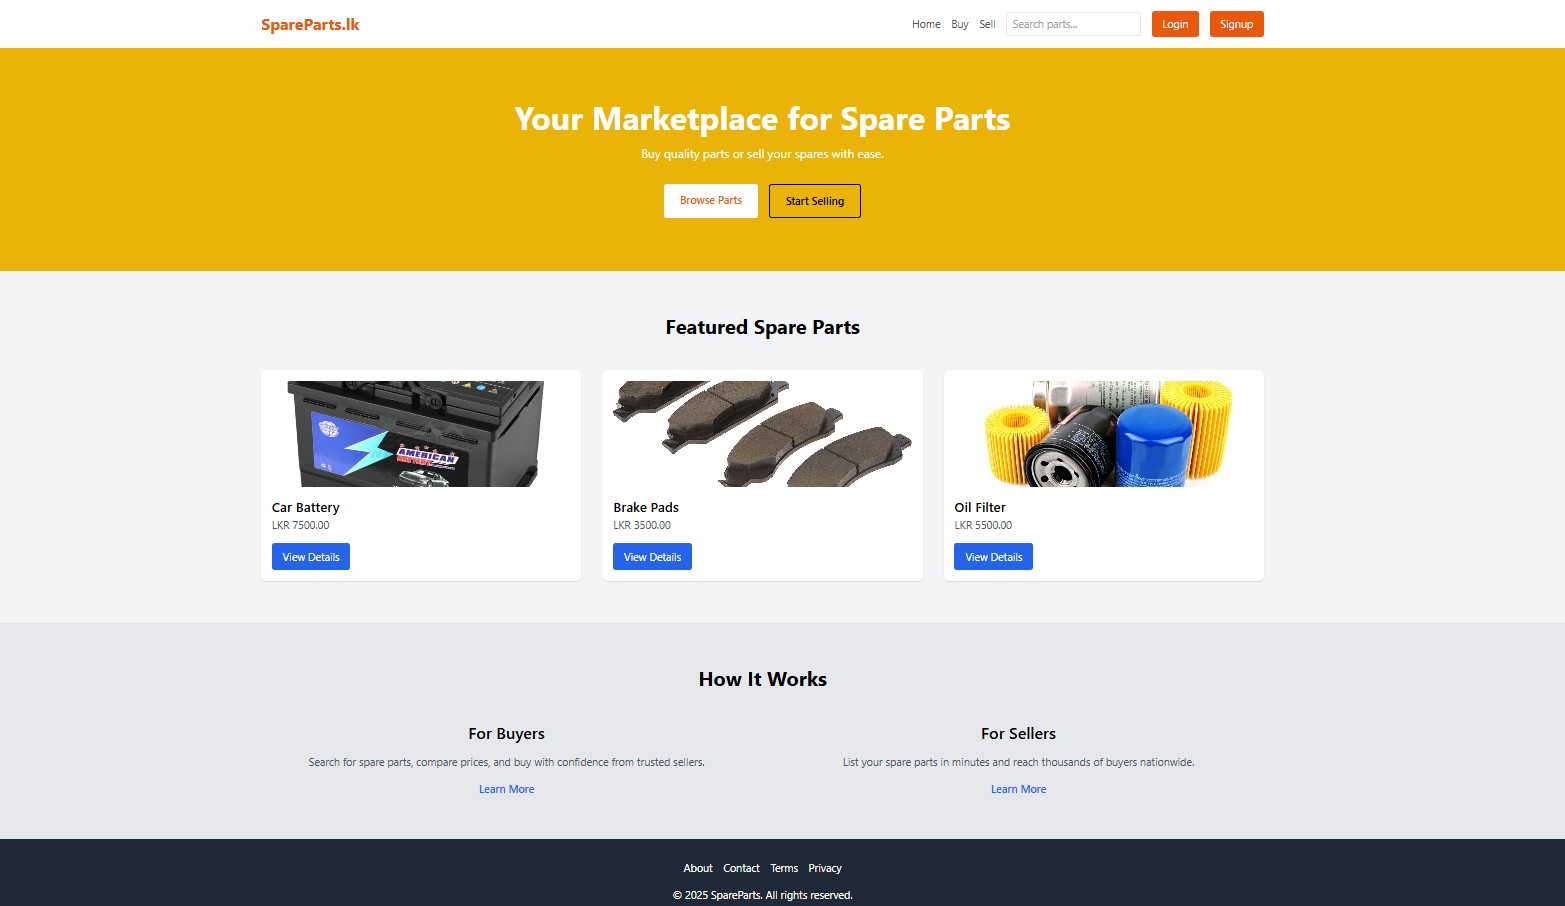 SpareParts.lk
Home Buy Sell Search parts... Login Signup
Your Marketplace for Spare Parts
Buy quality parts or sell your spares with ease.
Browse Parts Start Selling
Featured Spare Parts
AMERICAN
Car Battery
LKR 7500.00
View Details
Brake Pads
LKR 3500.00
View Details
Oil Filter
LKR 5500.00
View Details
How It Works
For Buyers
Search for spare parts, compare prices, and buy with confidence from trusted sellers.
Learn More
For Sellers
List your spare parts in minutes and reach thousands of buyers nationwide.
Learn More
About Contact Terms Privacy
© 2025 SpareParts. All rights reserved.